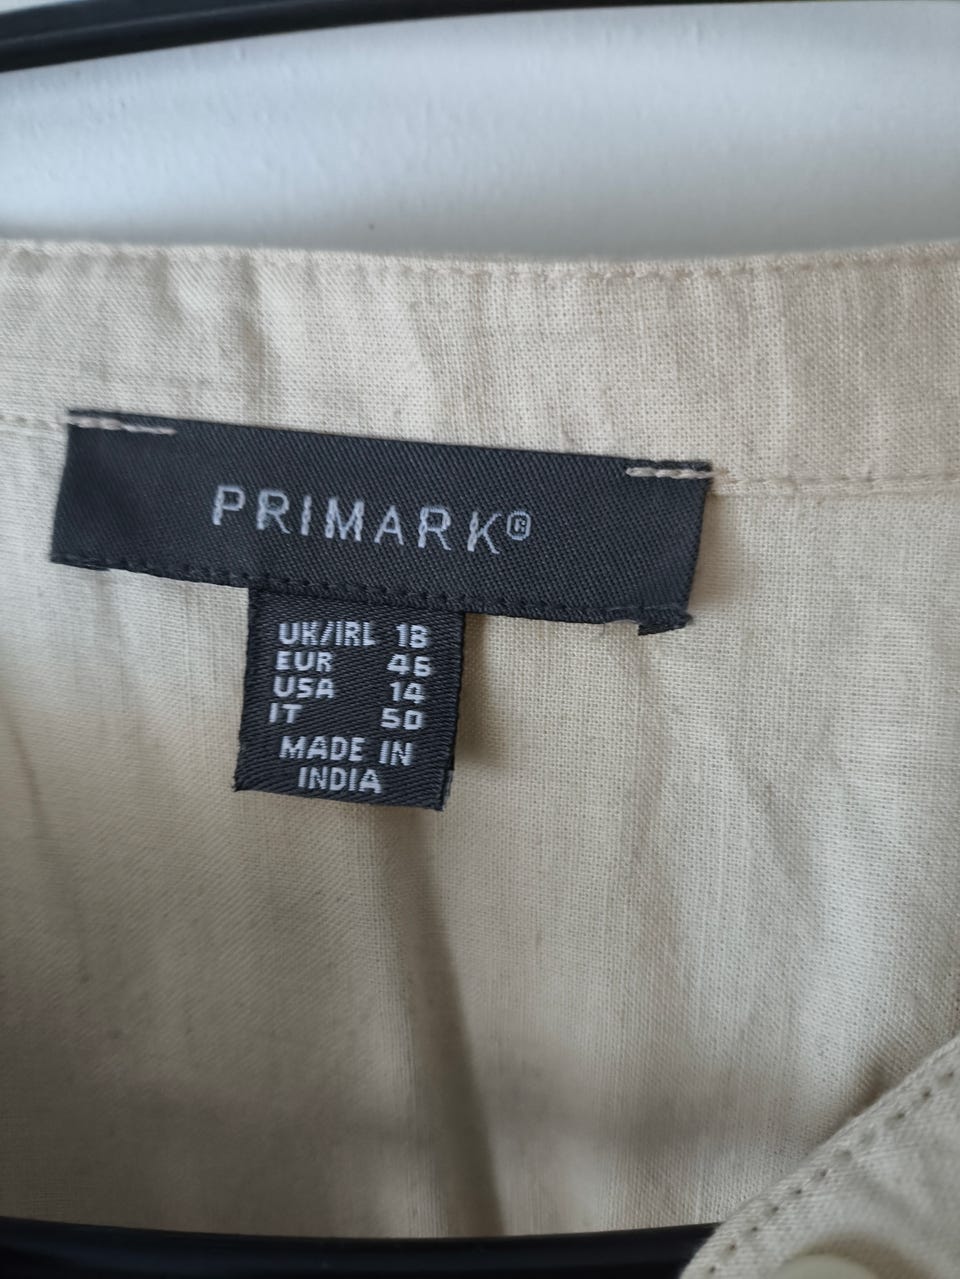 PRIMARK®
UK/IRL 18
EUR 46
USA 14
IT 50
MADE IN
INDIA